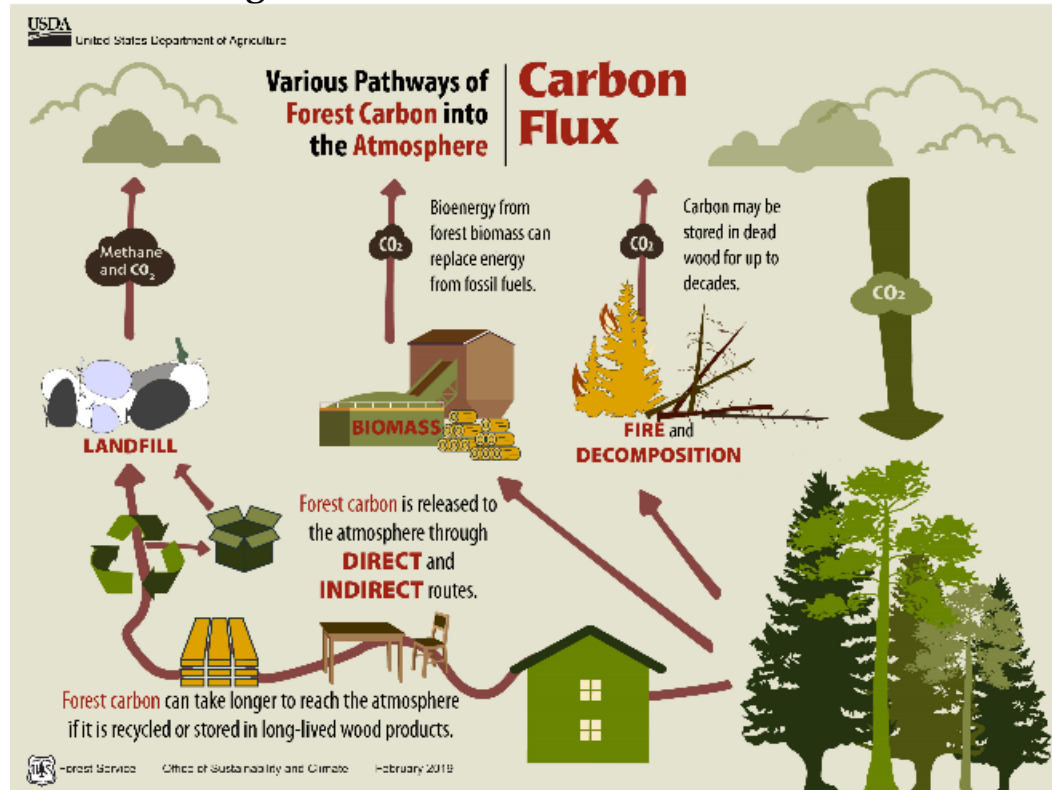 USDA
United States Department of Agriculture
Various Pathways of
Forest Carbon into
the Atmosphere
Carbon
Flux
Methane
and CO₂
CO₂
Bioenergy from
forest biomass can
replace energy
from fossil fuels.
CO₂
Carbon may be
stored in dead
wood for up to
decades.
CO₂
LANDFILL
BIOMASS
FIRE and
DECOMPOSITION
Forest carbon is released to
the atmosphere through
DIRECT and
INDIRECT routes.
Forest carbon can take longer to reach the atmosphere
if it is recycled or stored in long-lived wood products.
Forest Service Office of Sustainability and Climate February 2019